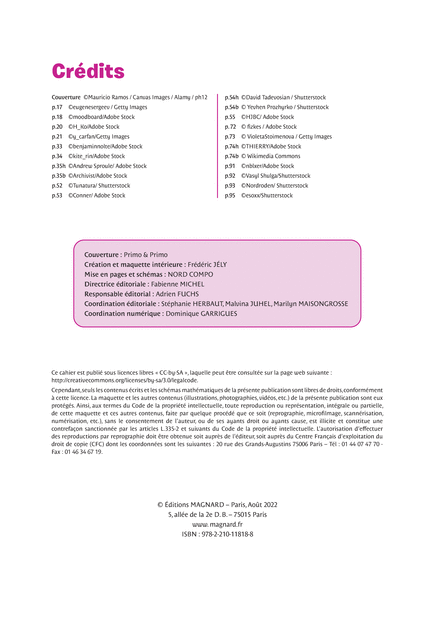 Crédits
Couverture ©Mauricio Ramos / Canvas Images / Alamy / ph12
p.17 ©eugenesergeev / Getty Images
p.18 ©moodboard/Adobe Stock
p.20 ©H_Ko/Adobe Stock
p.21 ©y_carfan/Getty Images
p.33 ©benjaminnolte/Adobe Stock
p.34 ©kite_rin/Adobe Stock
p.35h ©Andrew Sproule/ Adobe Stock
p.35b ©Archivist/Adobe Stock
p.52 ©Tunatura/ Shutterstock
p.53 ©Conner/ Adobe Stock
p.54h ©David Tadevosian / Shutterstock
p.54b © Yevhen Prozhyrko / Shutterstock
p.55 ©HJBC/ Adobe Stock
p. 72 © fizkes / Adobe Stock
p.73 © VioletaStoimenova / Getty Images
p.74h ©THIERRY/Adobe Stock
p.74b © Wikimedia Commons
p.91 ©nblxer/Adobe Stock
p.92 ©Vasyl Shulga/Shutterstock
p.93 ©Nordroden/ Shutterstock
p.95 ©esoxx/Shutterstock
Couverture : Primo & Primo
Création et maquette intérieure : Frédéric JÉLY
Mise en pages et schémas : NORD COMPO
Directrice éditoriale : Fabienne MICHEL
Responsable éditorial : Adrien FUCHS
Coordination éditoriale : Stéphanie HERBAUT, Malvina JUHEL, Marilyn MAISONGROSSE
Coordination numérique : Dominique GARRIGUES
Ce cahier est publié sous licences libres « CC-by-SA », laquelle peut être consultée sur la page web suivante :
http://creativecommons.org/licenses/by-sa/3.0/legalcode.
Cependant, seuls les contenus écrits et les schémas mathématiques de la présente publication sont libres de droits, conformément
à cette licence. La maquette et les autres contenus (illustrations, photographies, vidéos, etc.) de la présente publication sont eux
protégés. Ainsi, aux termes du Code de la propriété intellectuelle, toute reproduction ou représentation, intégrale ou partielle,
de cette maquette et ces autres contenus, faite par quelque procédé que ce soit (reprographie, microfilmage, scannérisation,
numérisation, etc.), sans le consentement de l'auteur, ou de ses ayants droit ou ayants cause, est illicite et constitue une
contrefaçon sanctionnée par les articles L.335-2 et suivants du Code de la propriété intellectuelle. L'autorisation d'effectuer
des reproductions par reprographie doit être obtenue soit auprès de l'éditeur, soit auprès du Centre Français d'exploitation du
droit de copie (CFC) dont les coordonnées sont les suivantes : 20 rue des Grands-Augustins 75006 Paris – Tél : 01 44 07 47 70 -
Fax : 01 46 34 67 19.
© Éditions MAGNARD – Paris, Août 2022
5, allée de la 2e D. B. – 75015 Paris
www. magnard.fr
ISBN : 978-2-210-11818-8